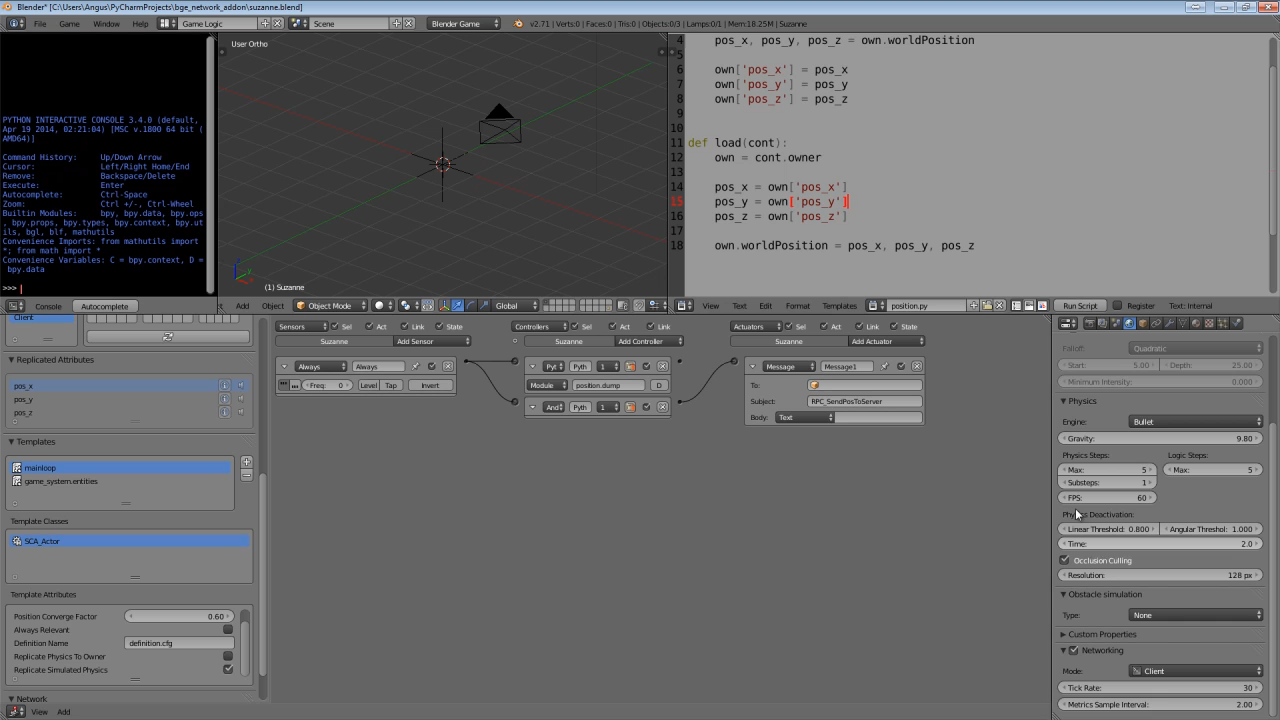 Blender* [C:\Users\Angus\PyCharmProjects\bge_network_addon\suzanne.blend]
File Game Window Help Game Logic Scene Blender Game v2.71 | Verts:0 | Faces:0 | Tris:0 | Objects:0/3 | Lamps:0/1 | Mem:18.25M | Suzanne
PYTHON INTERACTIVE CONSOLE 3.4.0 (default,
Apr 19 2014, 02:21:04) [MSC v.1800 64 bit (
AMD64)]
Command History: Up/Down Arrow
Cursor: Left/Right Home/End
Remove: Backspace/Delete
Execute: Enter
Autocomplete: Ctrl-Space
Zoom: Ctrl +/-, Ctrl-Wheel
Builtin Modules: bpy, bpy.data, bpy.ops
, bpy.props, bpy.types, bpy.context, bpy.ut
ils, bgl, blf, mathutils
Convenience Imports: from mathutils import
*; from math import *
Convenience Variables: C = bpy.context, D =
bpy.data
>>>
Console Autocomplete
User Ortho
(1) Suzanne
Add Object Object Mode Global
4 pos_x, pos_y, pos_z = own.worldPosition
5
6 own['pos_x'] = pos_x
7 own['pos_y'] = pos_y
8 own['pos_z'] = pos_z
9
10
11 def load(cont):
12 own = cont.owner
13
14 pos_x = own['pos_x']
15 pos_y = own['pos_y']
16 pos_z = own['pos_z']
17
18 own.worldPosition = pos_x, pos_y, pos_z
View Text Edit Format Templates position.py Run Script Register Text: Internal
Client
Replicated Attributes
pos_x
pos_y
pos_z
Templates
mainloop
game_system.entities
Template Classes
SCA_Actor
Template Attributes
Position Converge Factor 0.60
Always Relevant
Definition Name definition.cfg
Replicate Physics To Owner
Replicate Simulated Physics
Network
View Add
Sensors Sel Act Link State
Suzanne Add Sensor
Always Always
Freq: 0 Level Tap Invert
Controllers Sel Act Link
Suzanne Add Controller
Pyt Pyth 1
Module position.dump D
And Pyth 1
Actuators Sel Act Link State
Suzanne Add Actuator
Message Message1
To:
Subject: RPC_SendPosToServer
Body: Text
Falloff: Quadratic
Start: 5.00 Depth: 25.00
Minimum Intensity: 0.000
Physics
Engine: Bullet
Gravity: 9.80
Physics Steps: Logic Steps:
Max: 5 Max: 5
Substeps: 1
FPS: 60
Physics Deactivation:
Linear Threshold: 0.800 Angular Threshol: 1.000
Time: 2.0
Occlusion Culling
Resolution: 128 px
Obstacle simulation
Type: None
Custom Properties
Networking
Mode: Client
Tick Rate: 30
Metrics Sample Interval: 2.00